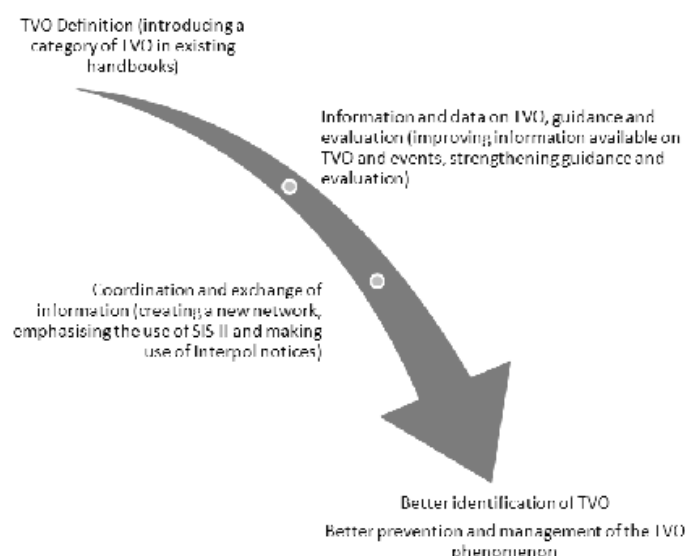 TVO Definition (introducing a
category of TVO in existing
handbooks)
Information and data on TVO, guidance and
evaluation (improving information available on
TVO and events, strengthening guidance and
evaluation)
Coordination and exchange of
information (creating a new network,
emphasising the use of SIS II and making
use of Interpol notices)
Better identification of TVO
Better prevention and management of the TVO
phenomenon